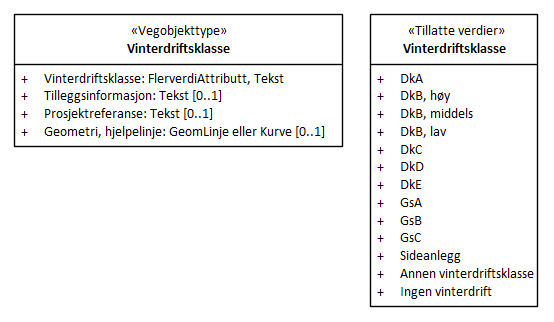 «Vegobjekttype»
Vinterdriftsklasse
+ Vinterdriftsklasse: FlerverdiAttributt, Tekst
+ Tilleggsinformasjon: Tekst [0..1]
+ Prosjektreferanse: Tekst [0..1]
+ Geometri, hjelpelinje: GeomLinje eller Kurve [0..1]
«Tillatte verdier»
Vinterdriftsklasse
+ DkA
+ DkB, høy
+ DkB, middels
+ DkB, lav
+ DkC
+ DkD
+ DkE
+ GsA
+ GsB
+ GsC
+ Sideanlegg
+ Annen vinterdriftsklasse
+ Ingen vinterdrift